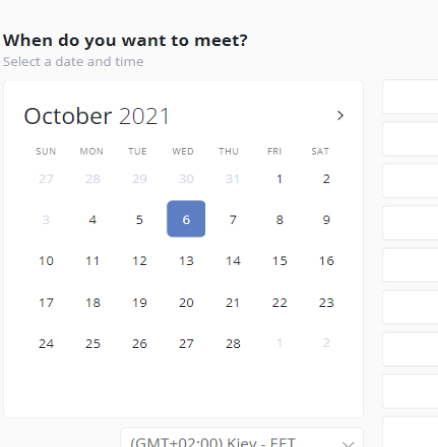 When do you want to meet?
Select a date and time
October 2021 >
SUN MON TUE WED THU FRI SAT
27 28 29 30 31 1 2
3 4 5 6 7 8 9
10 11 12 13 14 15 16
17 18 19 20 21 22 23
24 25 26 27 28 1 2
(GMT+02:00) Kiev - EET